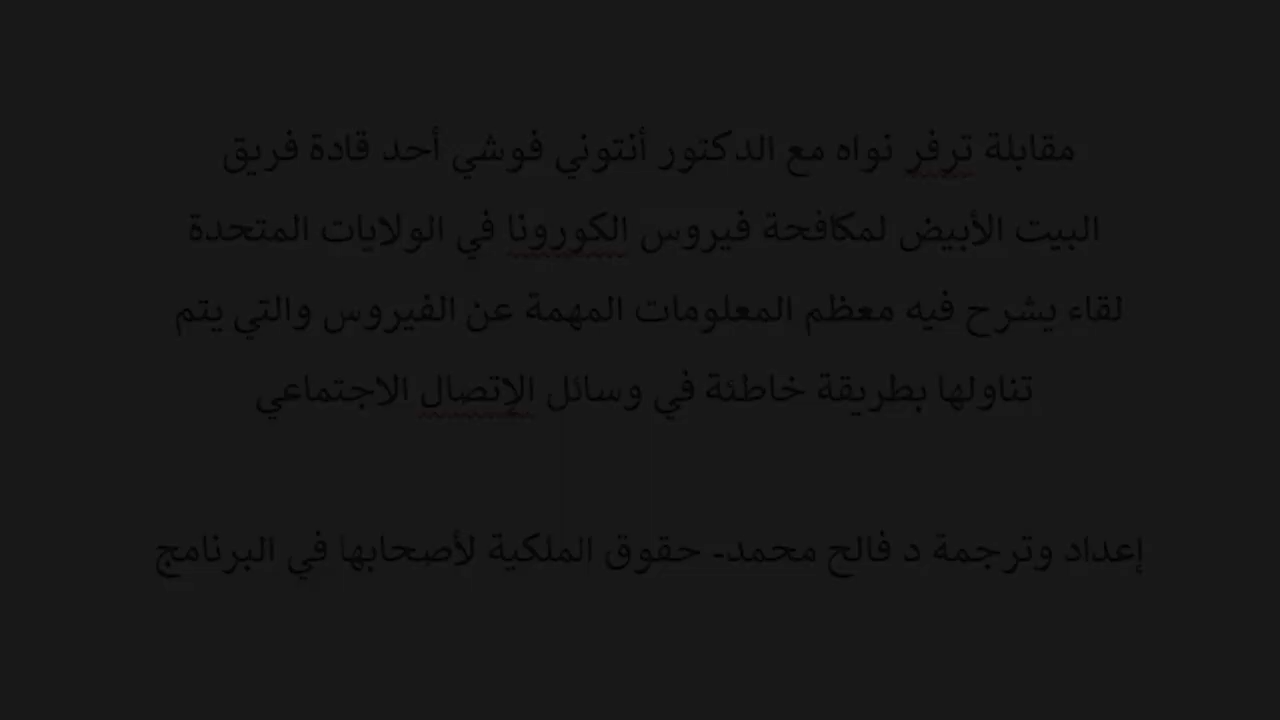 مقابلة ترفر نواه مع الدكتور أنتوني فوشي أحد قادة فريق
البيت الأبيض لمكافحة فيروس الكورونا في الولايات المتحدة
لقاء يشرح فيه معظم المعلومات المهمة عن الفيروس والتي يتم
تناولها بطريقة خاطئة في وسائل الإتصال الاجتماعي
إعداد وترجمة د فالح محمد- حقوق الملكية لأصحابها في البرنامج